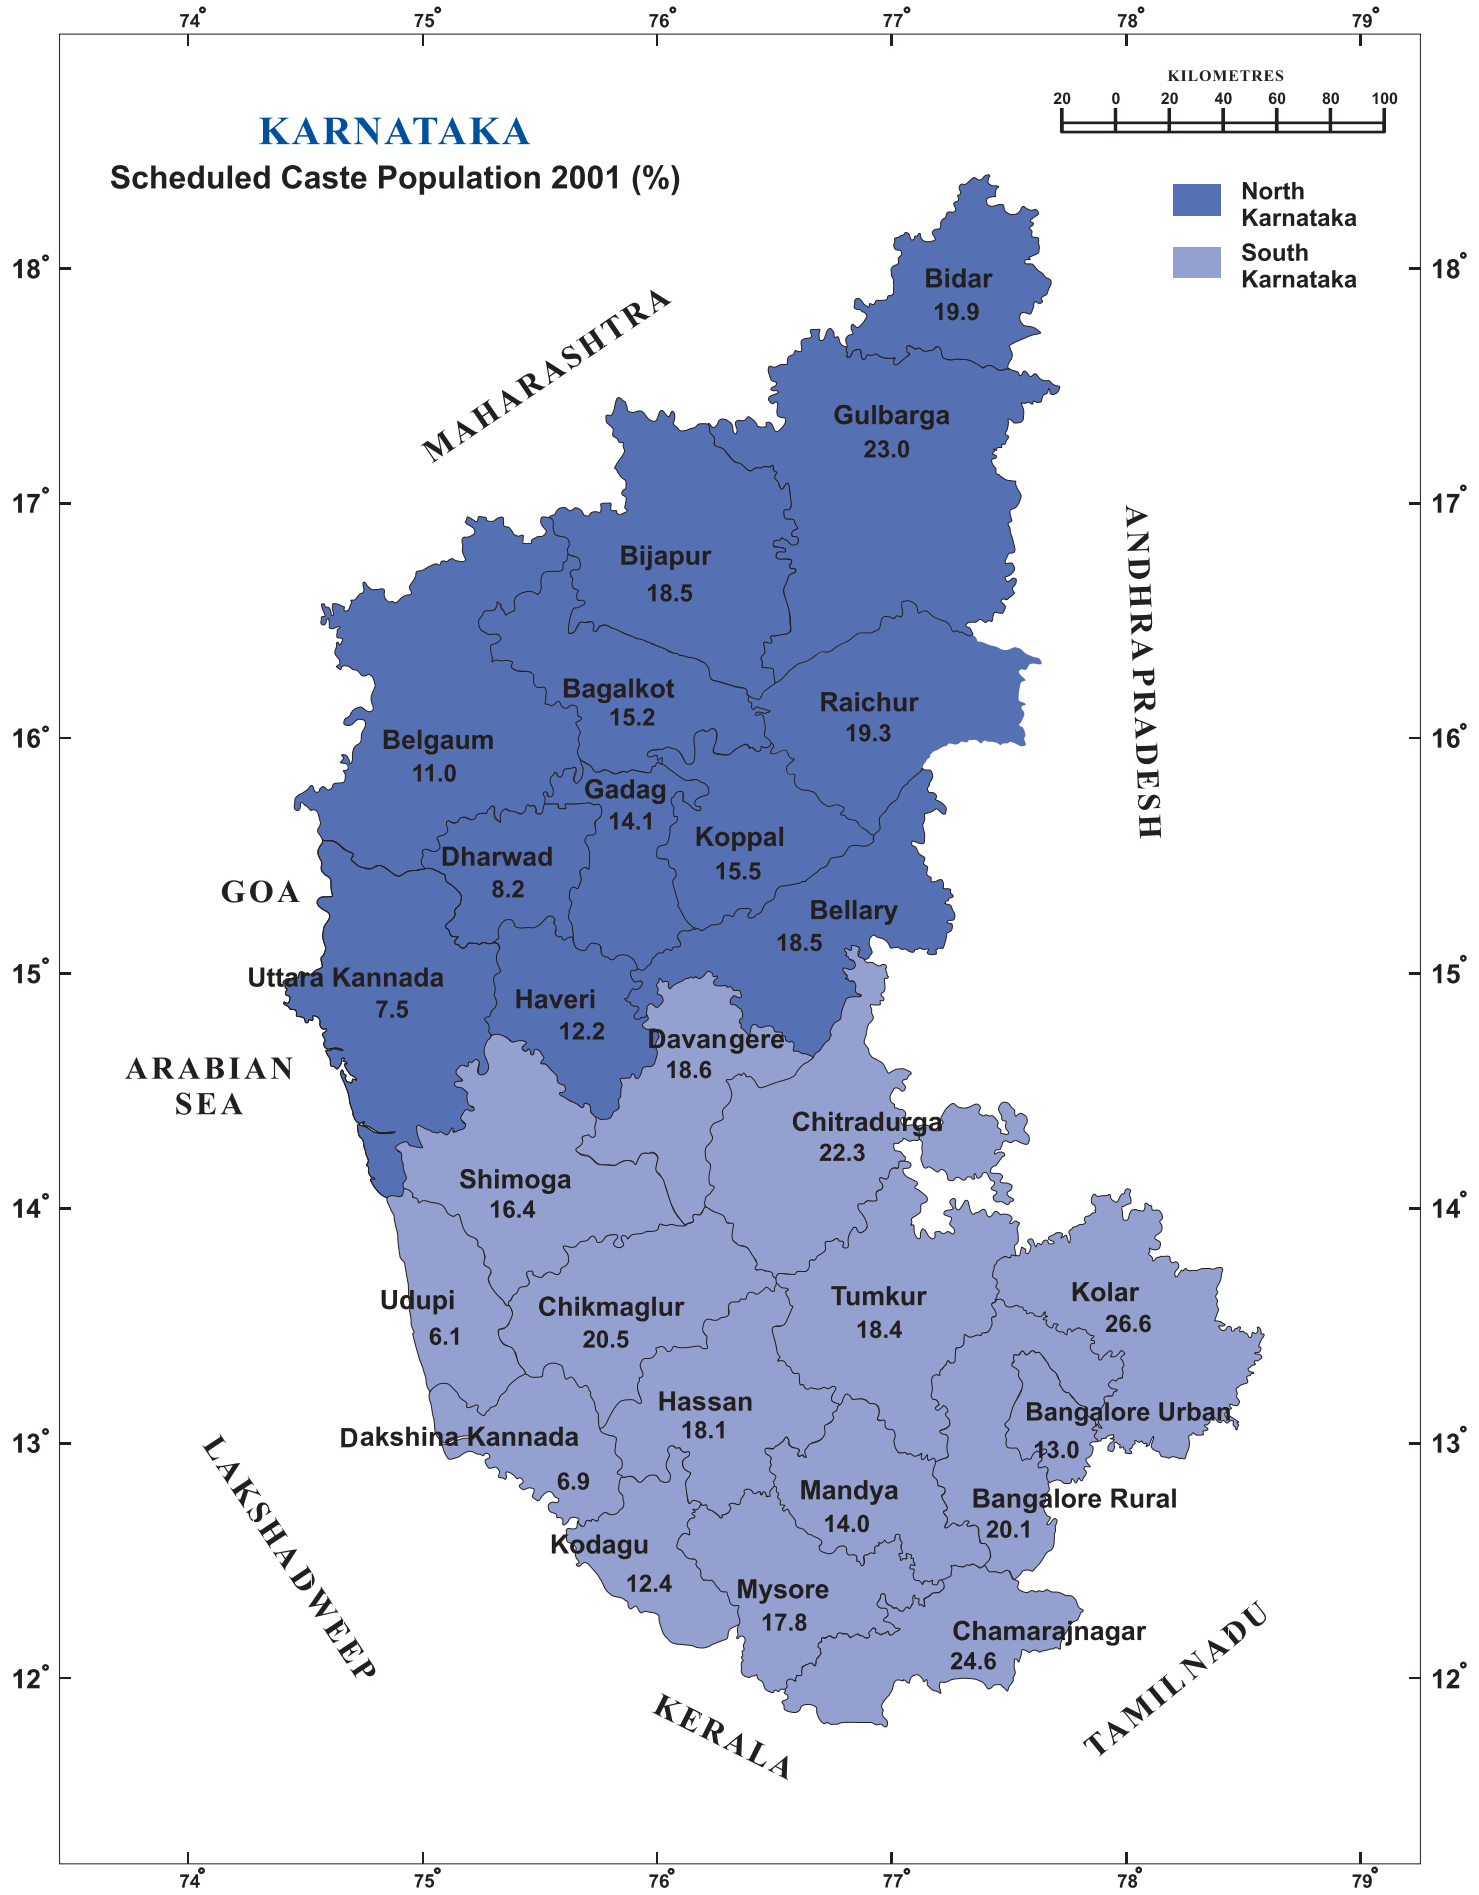 74° 75° 76° 77° 78° 79°
KILOMETRES
20 0 20 40 60 80 100
KARNATAKA
Scheduled Caste Population 2001 (%)
North
Karnataka
South
Karnataka
18° 18°
Bidar
19.9
MAHARASHTRA
Gulbarga
23.0
17° 17°
ANDHRA PRADESH
Bijapur
18.5
Bagalkot
15.2
Raichur
19.3
16° 16°
Belgaum
11.0
Gadag
14.1
Koppal
15.5
Dharwad
8.2
GOA
Bellary
18.5
15° 15°
Uttara Kannada
7.5
Haveri
12.2
Davangere
18.6
ARABIAN
SEA
Chitradurga
22.3
Shimoga
16.4
14° 14°
Udupi
6.1
Chikmaglur
20.5
Tumkur
18.4
Kolar
26.6
Hassan
18.1
Bangalore Urban
13.0
13° 13°
Dakshina Kannada
6.9
LAKSHADWEEP
Mandya
14.0
Bangalore Rural
20.1
Kodagu
12.4
Mysore
17.8
Chamarajnagar
24.6
12° 12°
KERALA
TAMIL NADU
74° 75° 76° 77° 78° 79°